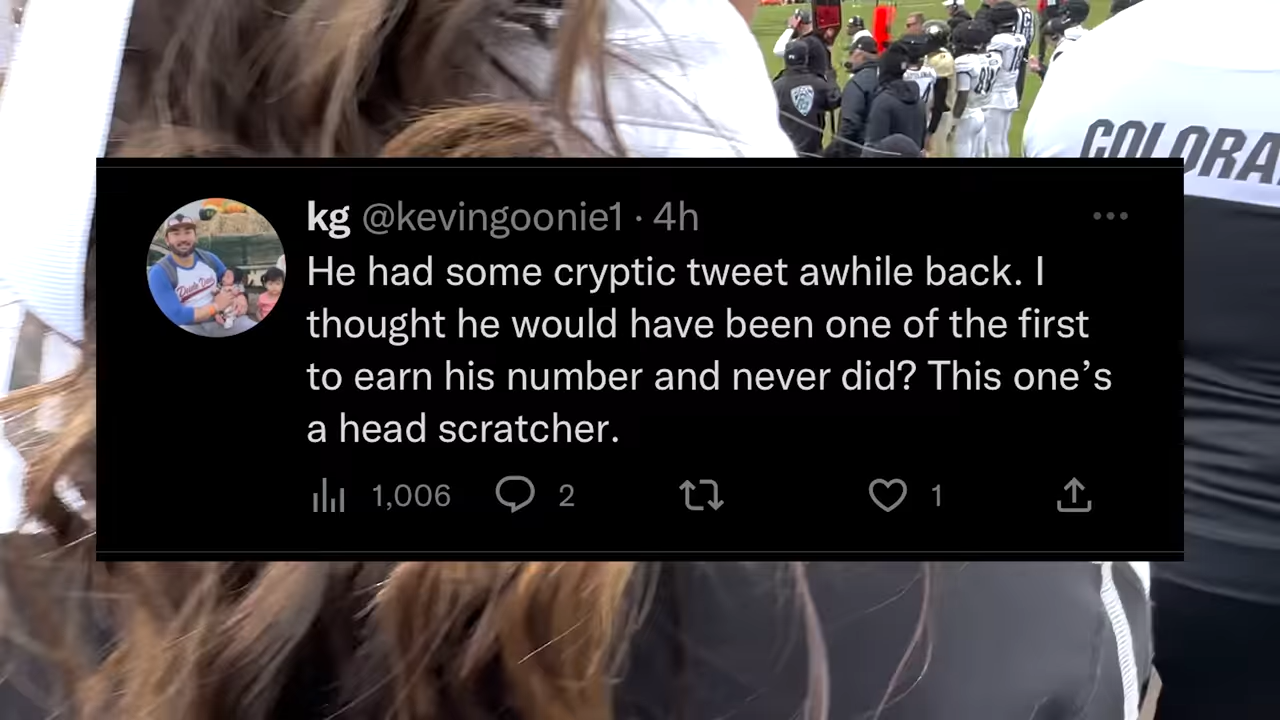 COLORA
kg @kevingoonie1 · 4h
He had some cryptic tweet awhile back. I
thought he would have been one of the first
to earn his number and never did? This one’s
a head scratcher.
1,006 2 1